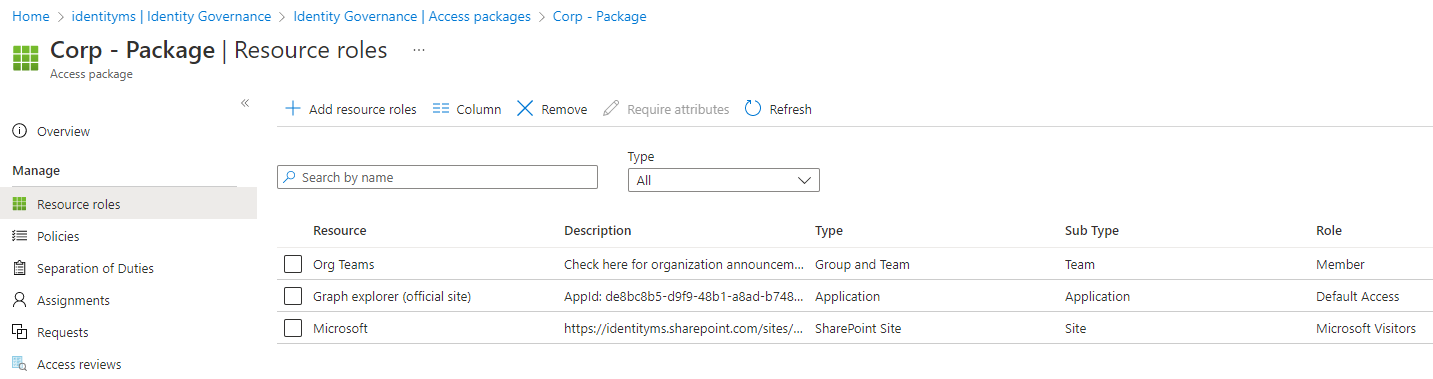 Home > identityms | Identity Governance > Identity Governance | Access packages > Corp - Package
Corp - Package | Resource roles ...
Access package
«
Add resource roles Column Remove Require attributes Refresh
Overview
Manage
Resource roles
Policies
Separation of Duties
Assignments
Requests
Access reviews
Type
Search by name All
Resource Description Type Sub Type Role
Org Teams Check here for organization announcem... Group and Team Team Member
Graph explorer (official site) AppId: de8bc8b5-d9f9-48b1-a8ad-b748... Application Application Default Access
Microsoft https://identityms.sharepoint.com/sites/... SharePoint Site Site Microsoft Visitors